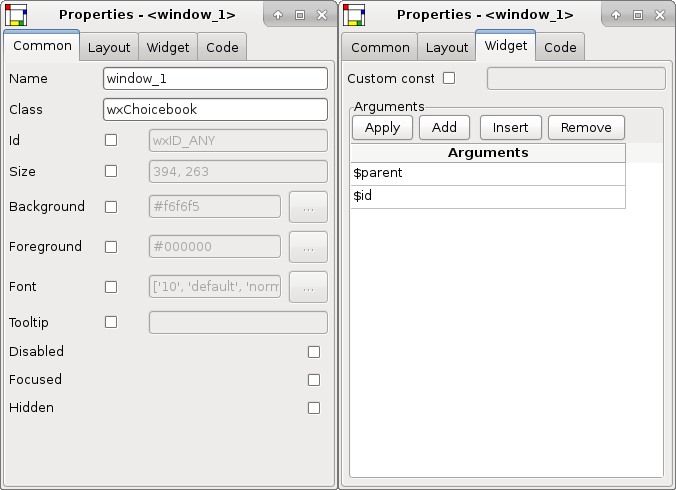 Properties - <window_1>
Common Layout Widget Code
Name window_1
Class wxChoicebook
Id wxID_ANY
Size 394, 263
Background #f6f6f5 ...
Foreground #000000 ...
Font ['10', 'default', 'norm ...
Tooltip
Disabled
Focused
Hidden
Properties - <window_1>
Common Layout Widget Code
Custom const
Arguments
Apply Add Insert Remove
Arguments
$parent
$id